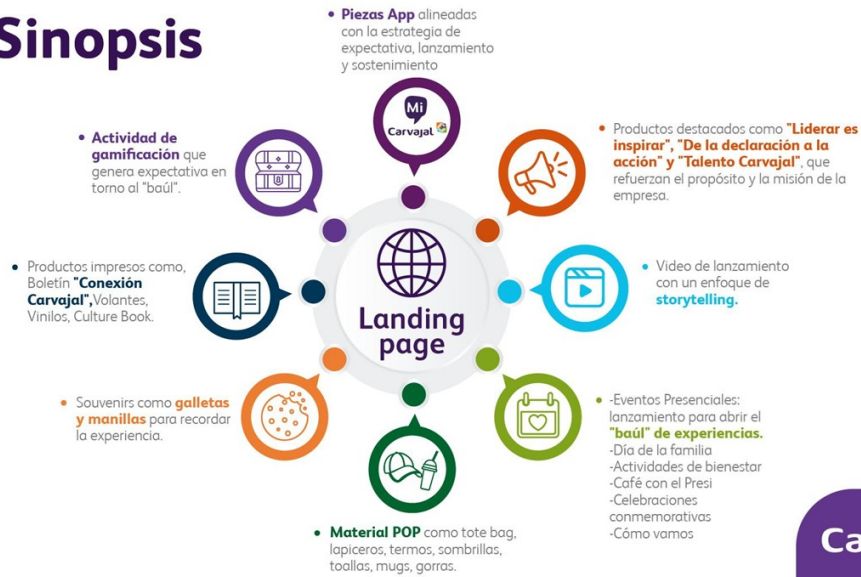 Sinopsis
• Piezas App alineadas
con la estrategia de
expectativa, lanzamiento
y sostenimiento
Mi
Carvajal
• Productos destacados como "Liderar es
inspirar", "De la declaración a la
acción" y "Talento Carvajal", que
refuerzan el propósito y la misión de la
empresa.
• Video de lanzamiento
con un enfoque de
storytelling.
• -Eventos Presenciales:
lanzamiento para abrir el
"baúl" de experiencias.
-Día de la familia
-Actividades de bienestar
-Café con el Presi
-Celebraciones
conmemorativas
-Cómo vamos
• Material POP como tote bag,
lapiceros, termos, sombrillas,
toallas, mugs, gorras.
• Souvenirs como galletas
y manillas para recordar
la experiencia.
• Productos impresos como,
Boletín "Conexión
Carvajal",Volantes,
Vinilos, Culture Book.
• Actividad de
gamificación que
genera expectativa en
torno al "baúl".
Landing
page
Ca